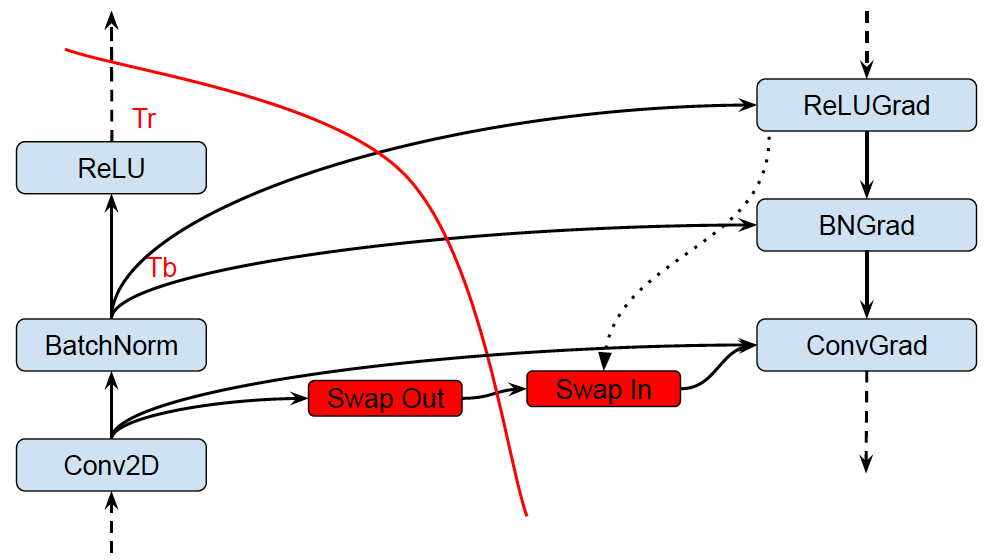 Tr
ReLUGrad
ReLU
BNGrad
Tb
BatchNorm
ConvGrad
Swap Out
Swap In
Conv2D